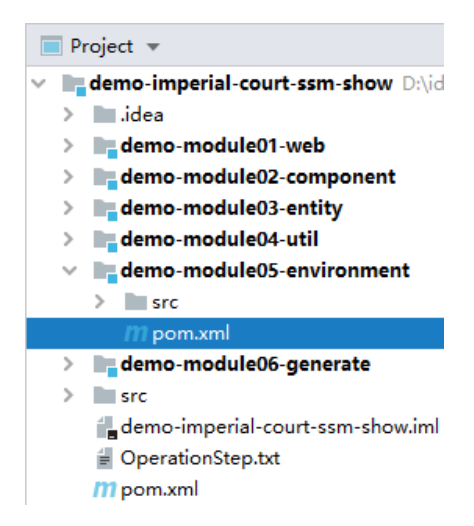 Project
demo-imperial-court-ssm-show D:\id
.idea
demo-module01-web
demo-module02-component
demo-module03-entity
demo-module04-util
demo-module05-environment
src
pom.xml
demo-module06-generate
src
demo-imperial-court-ssm-show.iml
OperationStep.txt
pom.xml